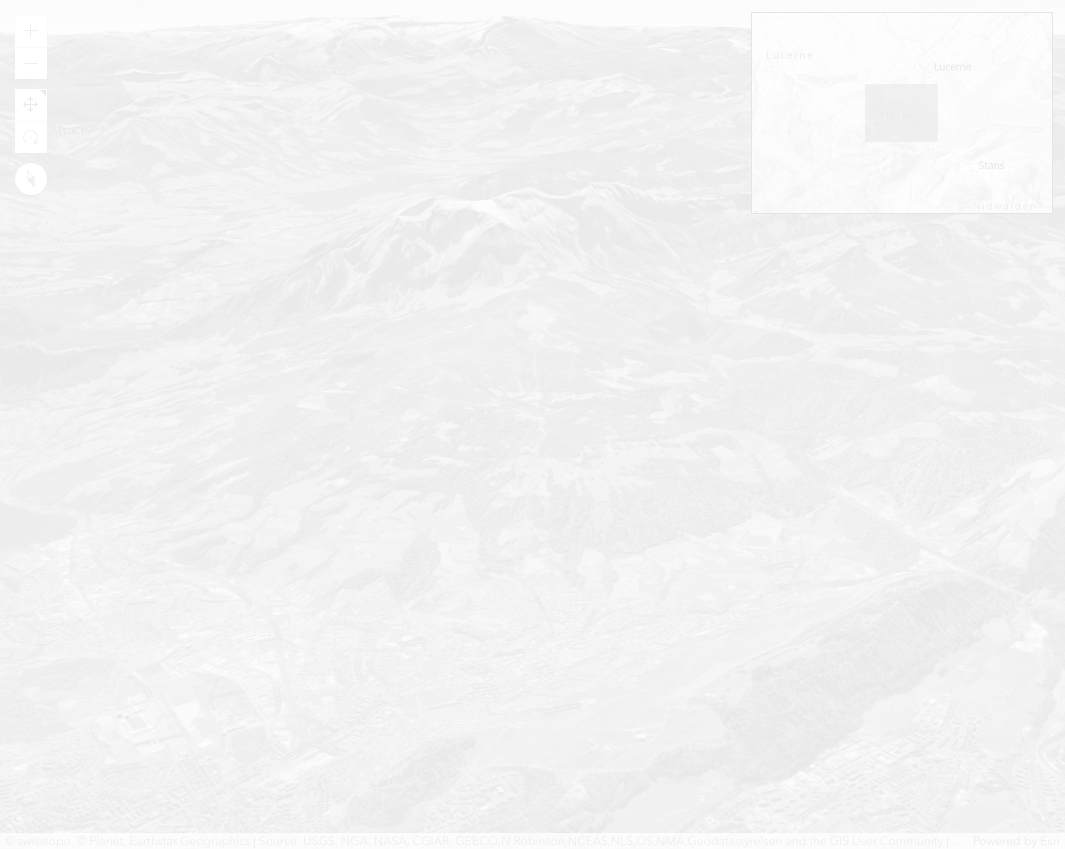 Lucerne
Lucerne
Stans
Nidwalden
© swisstopo, © Planet, Earthstar Geographics | Source: USGS, NGA, NASA, CGIAR, GEBCO,N Robinson,NCEAS,NLS,OS,NMA,Geodatastyrelsen and the GIS User Community |
Powered by Esri